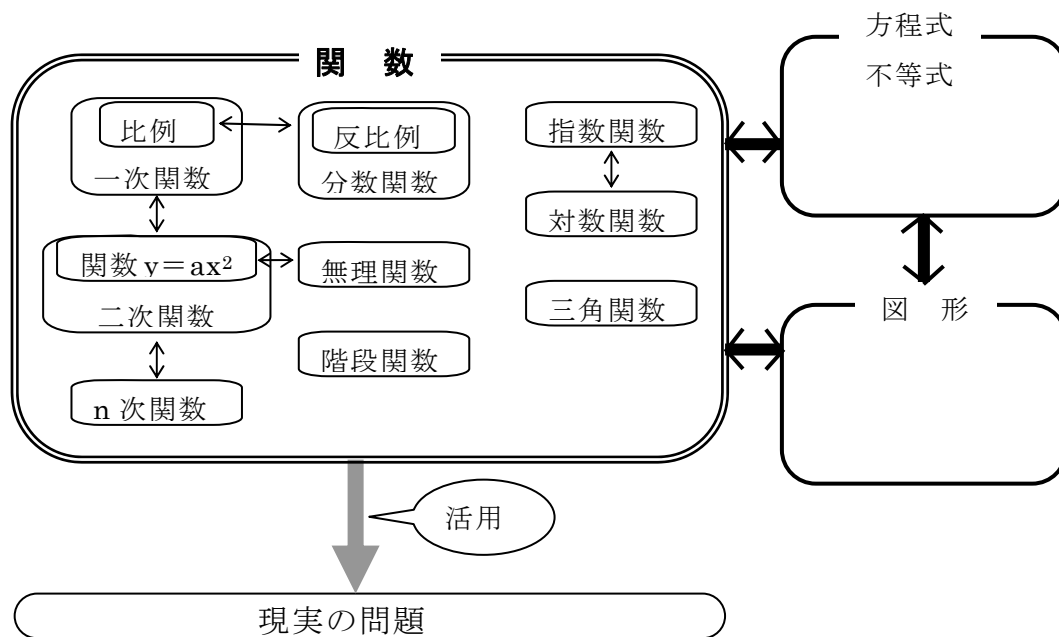 関 数
方程式
不等式
比例
一次関数
反比例
分数関数
指数関数
対数関数
関数 y＝ax²
二次関数
無理関数
三角関数
階段関数
n 次関数
図 形
活用
現実の問題